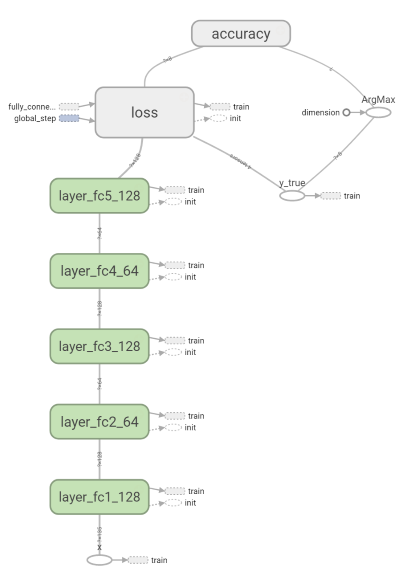 accuracy
ArgMax
fully_conne...
global_step
loss
train
init
dimension
y_true
train
layer_fc5_128
train
init
layer_fc4_64
train
init
layer_fc3_128
train
init
layer_fc2_64
train
init
layer_fc1_128
train
init
x
train